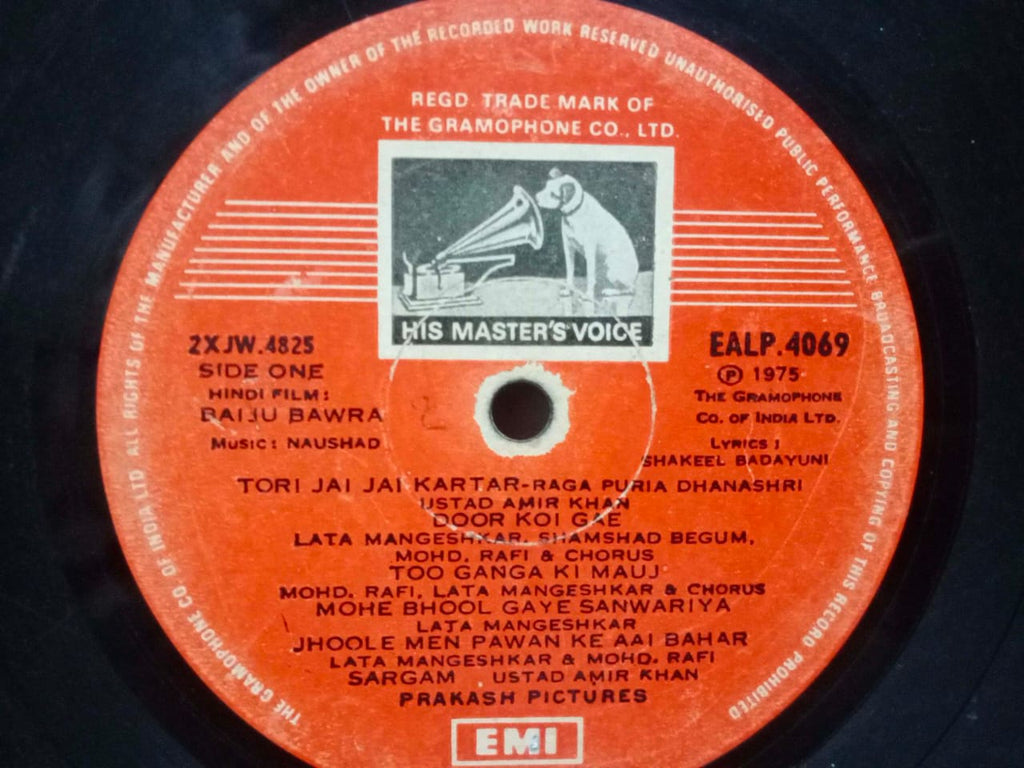 THE GRAMOPHONE CO OF INDIA LTD. ALL RIGHTS OF THE MANUFACTURER AND OF THE OWNER OF THE RECORDED WORK RESERVED UNAUTHORISED PUBLIC PERFORMANCE BROADCASTING AND COPYING OF THIS RECORD PROHIBITED
REGD. TRADE MARK OF
THE GRAMOPHONE CO., LTD.
HIS MASTER'S VOICE
2XJW.4825
SIDE ONE
HINDI FILM:
BAIJU BAWRA
MUSIC: NAUSHAD
EALP.4069
Ⓟ 1975
THE GRAMOPHONE
CO. OF INDIA LTD.
LYRICS:
SHAKEEL BADAYUNI
TORI JAI JAI KARTAR-RAGA PURIA DHANASHRI
USTAD AMIR KHAN
DOOR KOI GAE
LATA MANGESHKAR, SHAMSHAD BEGUM,
MOHD. RAFI & CHORUS
TOO GANGA KI MAUJ
MOHD. RAFI, LATA MANGESHKAR & CHORUS
MOHE BHOOL GAYE SANWARIYA
LATA MANGESHKAR
JHOOLE MEN PAWAN KE AAI BAHAR
LATA MANGESHKAR & MOHD. RAFI
SARGAM USTAD AMIR KHAN
PRAKASH PICTURES
EMI